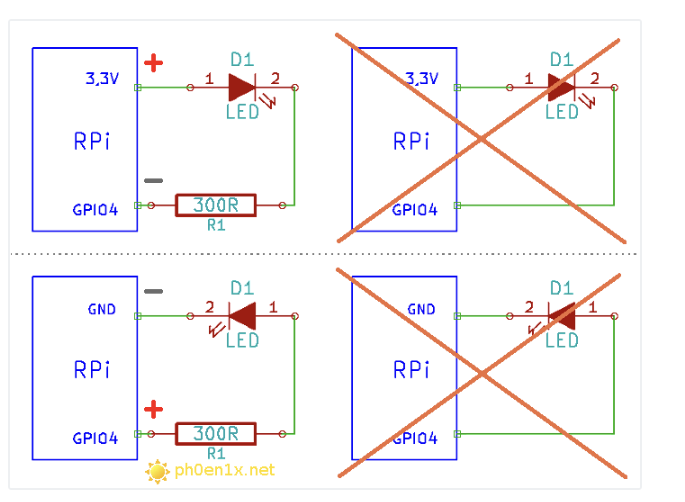 + D1 D1
3,3V 1 2 3,3V 1 2
LED LED
RPi RPi
−
GPIO4 300R GPIO4
R1
− D1 D1
GND 2 1 GND 2 1
LED LED
RPi RPi
+
GPIO4 300R GPIO4
R1
ph0en1x.net